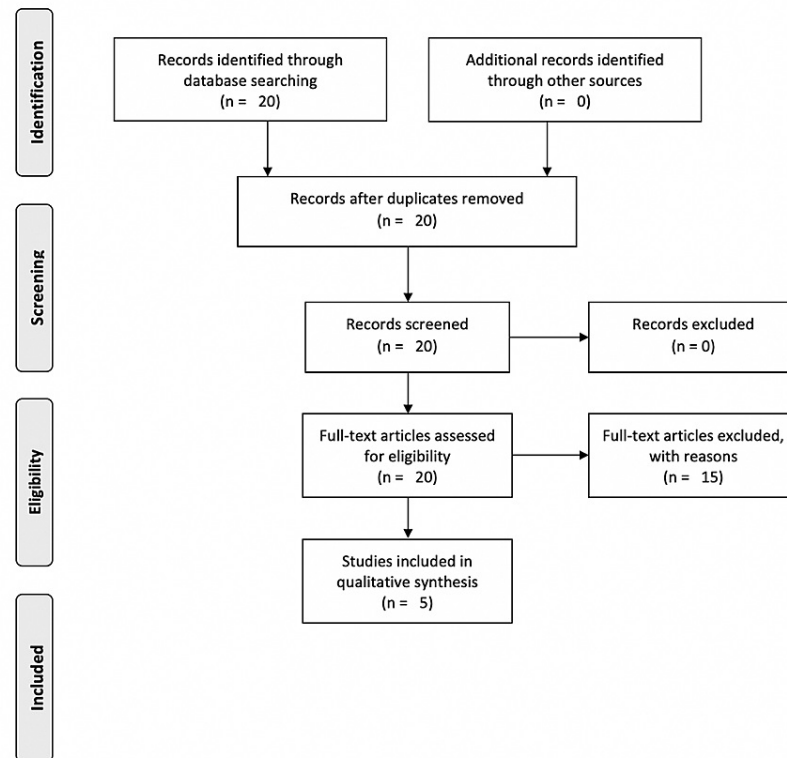 Identification
Records identified through
database searching
(n = 20)
Additional records identified
through other sources
(n = 0)
Records after duplicates removed
(n = 20)
Screening
Records screened
(n = 20)
Records excluded
(n = 0)
Eligibility
Full-text articles assessed
for eligibility
(n = 20)
Full-text articles excluded,
with reasons
(n = 15)
Studies included in
qualitative synthesis
(n = 5)
Included